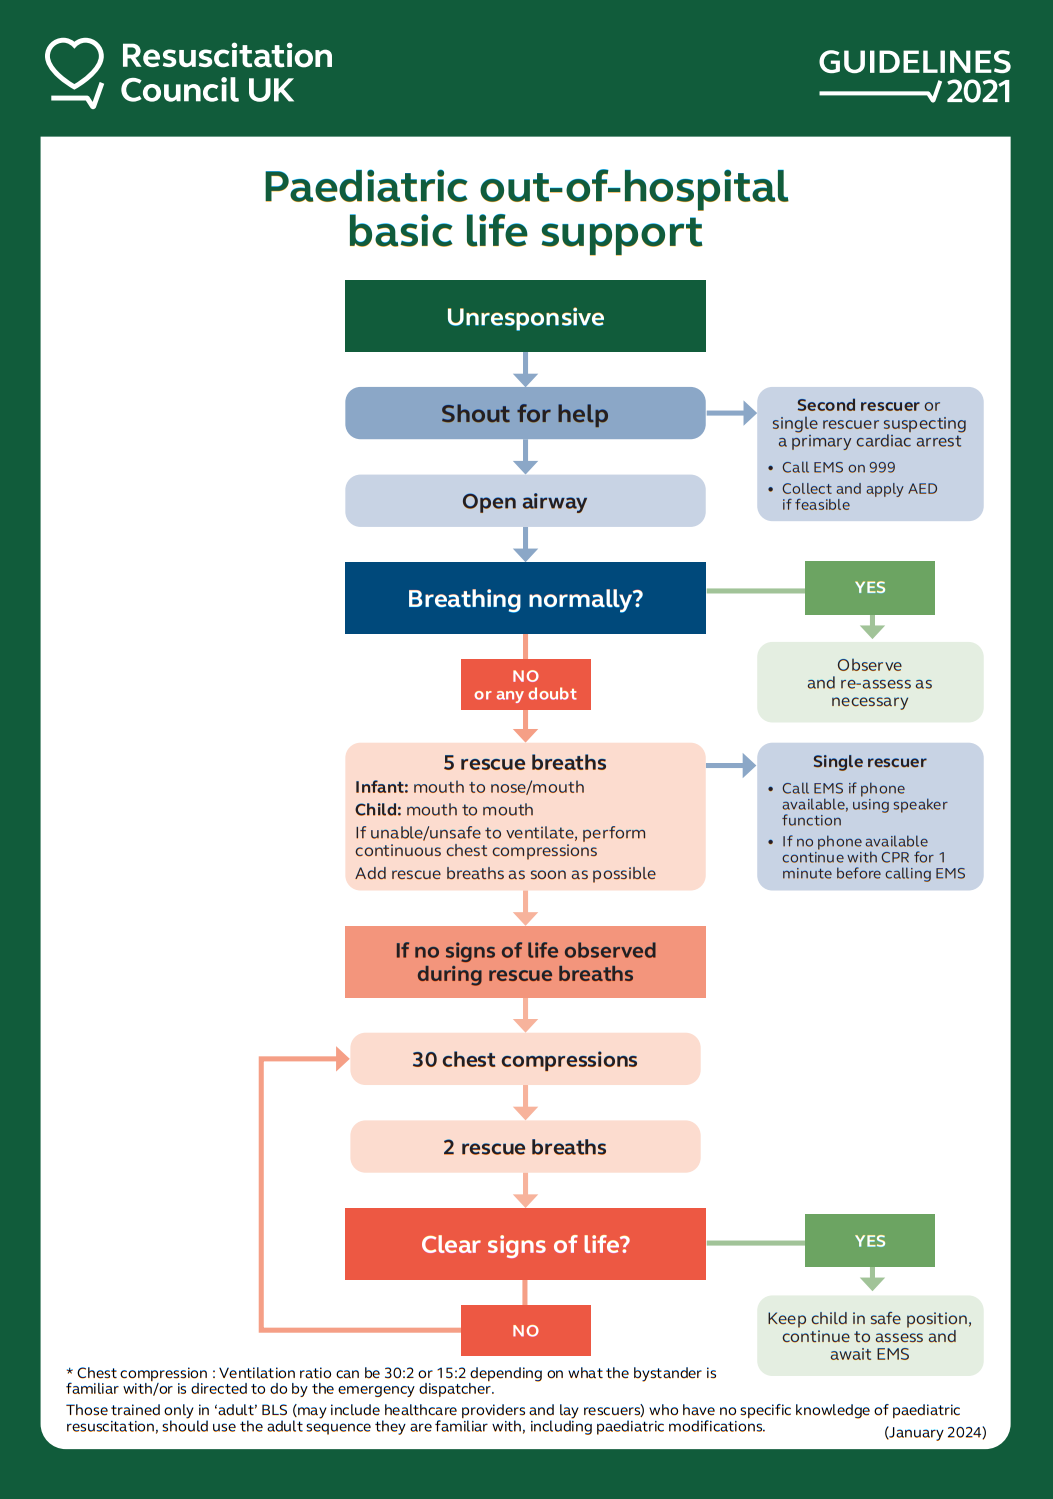 Resuscitation
Council UK
GUIDELINES
2021
Paediatric out-of-hospital
basic life support
Unresponsive
Shout for help
Second rescuer or
single rescuer suspecting
a primary cardiac arrest
• Call EMS on 999
• Collect and apply AED
if feasible
Open airway
Breathing normally?
YES
Observe
and re-assess as
necessary
NO
or any doubt
5 rescue breaths
Infant: mouth to nose/mouth
Child: mouth to mouth
If unable/unsafe to ventilate, perform
continuous chest compressions
Add rescue breaths as soon as possible
Single rescuer
• Call EMS if phone
available, using speaker
function
• If no phone available
continue with CPR for 1
minute before calling EMS
If no signs of life observed
during rescue breaths
30 chest compressions
2 rescue breaths
Clear signs of life?
YES
Keep child in safe position,
continue to assess and
await EMS
NO
* Chest compression : Ventilation ratio can be 30:2 or 15:2 depending on what the bystander is
familiar with/or is directed to do by the emergency dispatcher.
Those trained only in ‘adult’ BLS (may include healthcare providers and lay rescuers) who have no specific knowledge of paediatric
resuscitation, should use the adult sequence they are familiar with, including paediatric modifications.
(January 2024)